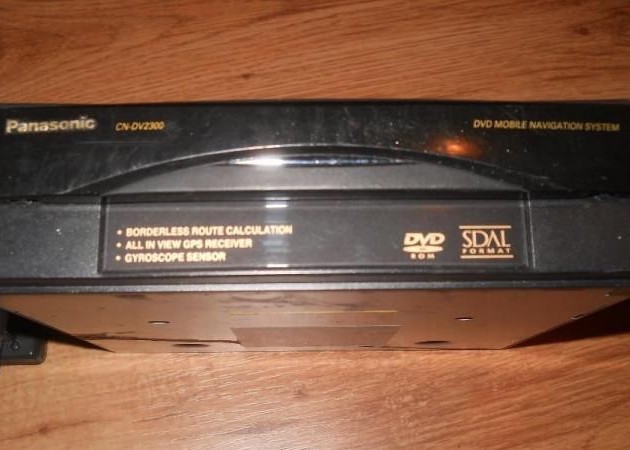 Panasonic CN-DV2300 DVD MOBILE NAVIGATION SYSTEM
• BORDERLESS ROUTE CALCULATION
• ALL IN VIEW GPS RECEIVER
• GYROSCOPE SENSOR
DVD
ROM
SDAL
FORMAT